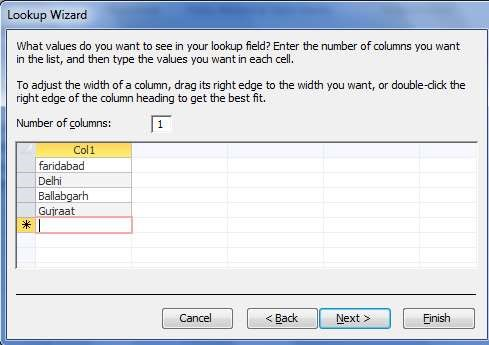 Lookup Wizard
What values do you want to see in your lookup field? Enter the number of columns you want
in the list, and then type the values you want in each cell.
To adjust the width of a column, drag its right edge to the width you want, or double-click the
right edge of the column heading to get the best fit.
Number of columns: 1
Col1
faridabad
Delhi
Ballabgarh
Gujraat
Cancel < Back Next > Finish